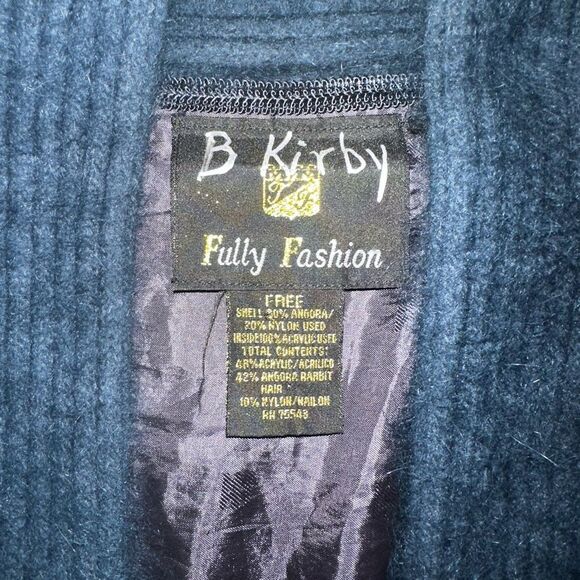 B Kirby
Fully Fashion
FREE
SHELL 90% ANGORA/
20% NYLON USED
INSIDE100%ACRYLIC USED
TOTAL CONTENTS:
48%ACRYLIC/ACRILICO
42% ANGORA RABBIT
HAIR
10% NYLON/NAILON
RN 75543